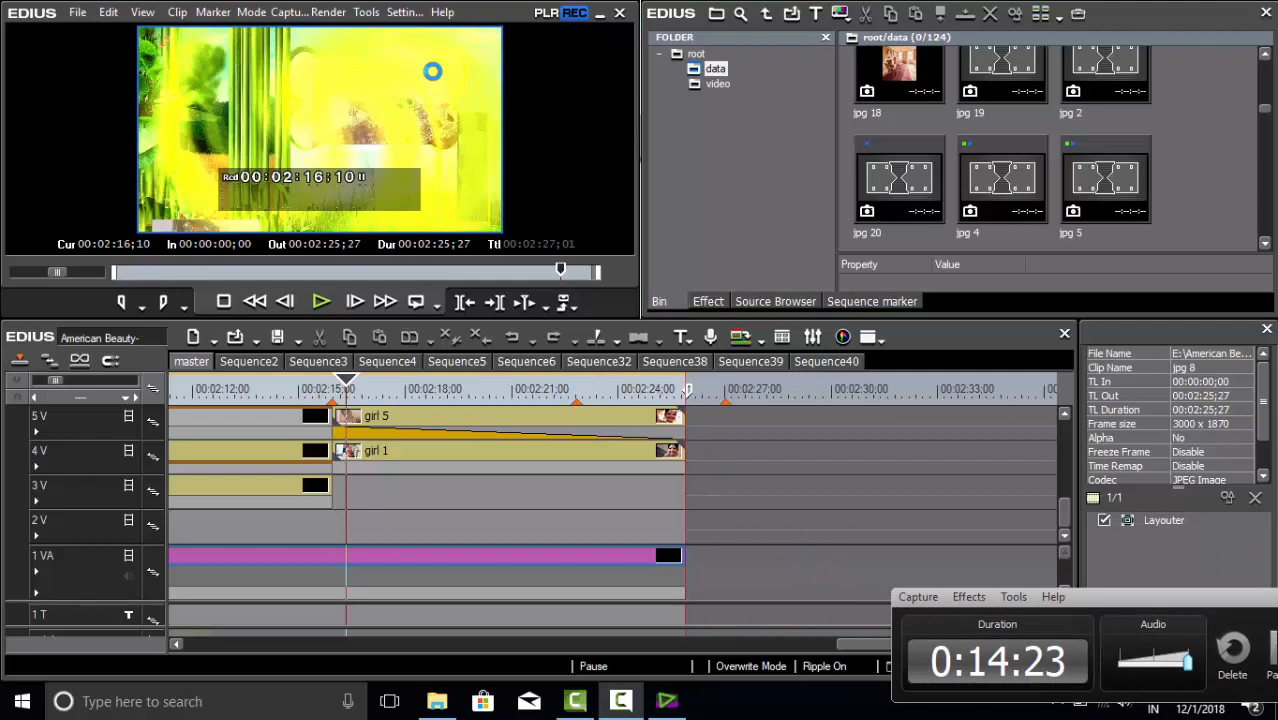 EDIUS File Edit View Clip Marker Mode Captu... Render Tools Settin... Help PLR REC
Rcd 00:02:16;10
Cur 00:02:16;10 In 00:00:00;00 Out 00:02:25;27 Dur 00:02:25;27 Ttl 00:02:27;01
EDIUS
FOLDER
root
data
video
root/data (0/124)
jpg 18 jpg 19 jpg 2
jpg 20 jpg 4 jpg 5
Property Value
Bin Effect Source Browser Sequence marker
EDIUS American Beauty-
master Sequence2 Sequence3 Sequence4 Sequence5 Sequence6 Sequence32 Sequence38 Sequence39 Sequence40
00:02:12;00 00:02:15;00 00:02:18;00 00:02:21;00 00:02:24;00 00:02:27;00 00:02:30;00 00:02:33;00
5 V girl 5
4 V girl 1
3 V
2 V
1 VA
1 T T
File Name E:\American Be...
Clip Name jpg 8
TL In 00:00:00;00
TL Out 00:02:25;27
TL Duration 00:02:25;27
Frame size 3000 x 1870
Alpha No
Freeze Frame Disable
Time Remap Disable
Codec JPEG Image
1/1
Layouter
Pause Overwrite Mode Ripple On
Capture Effects Tools Help
Duration Audio
0:14:23
Delete
Type here to search
IN 12/1/2018 2